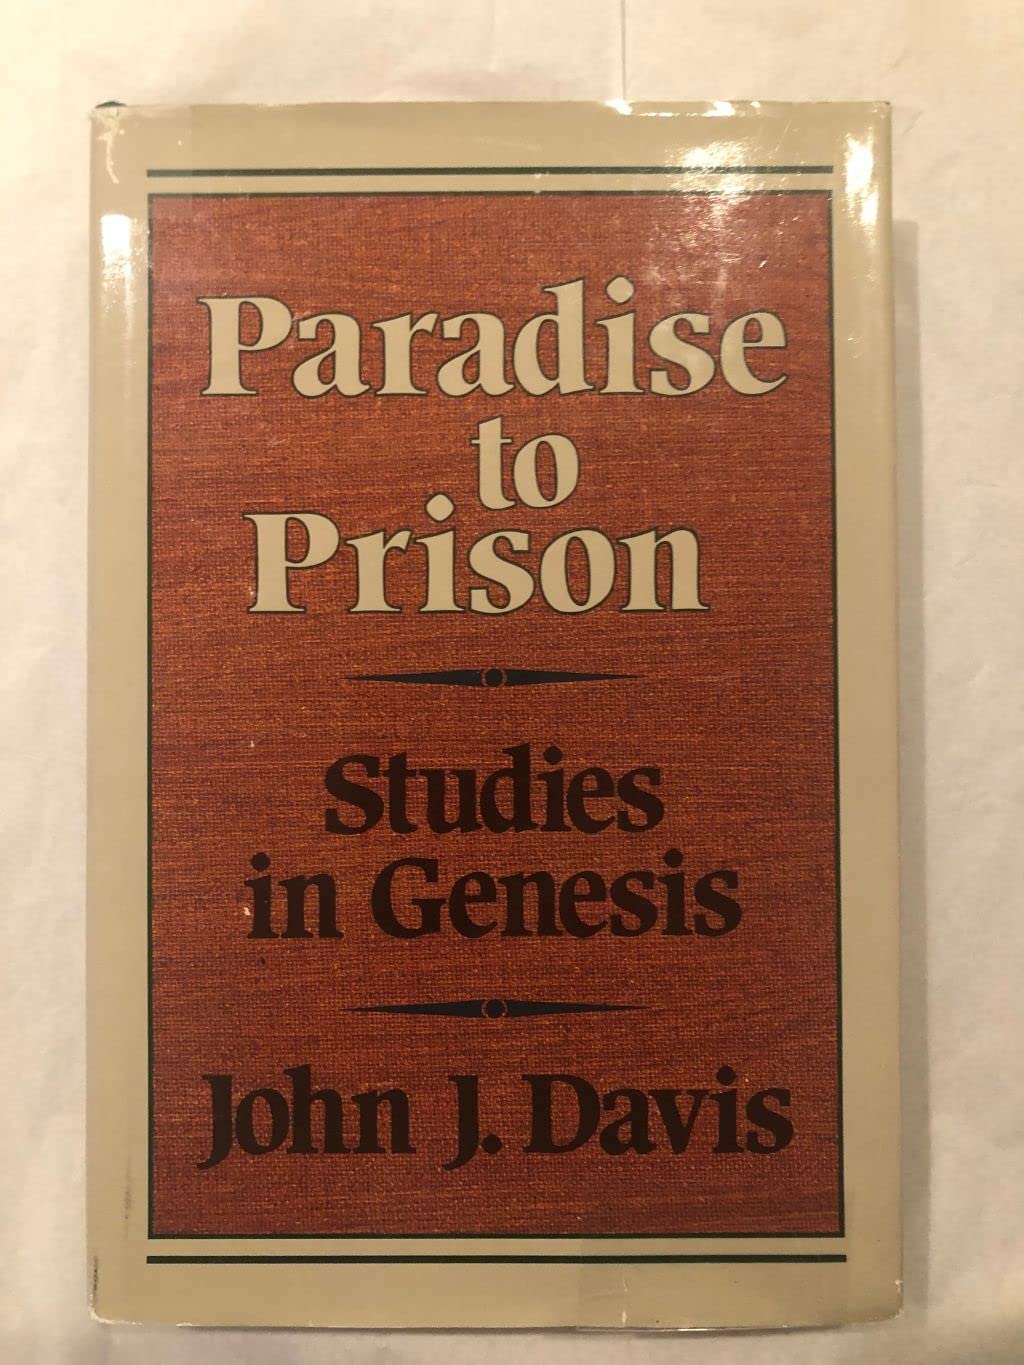 Paradise
to
Prison
Studies
in Genesis
John J. Davis